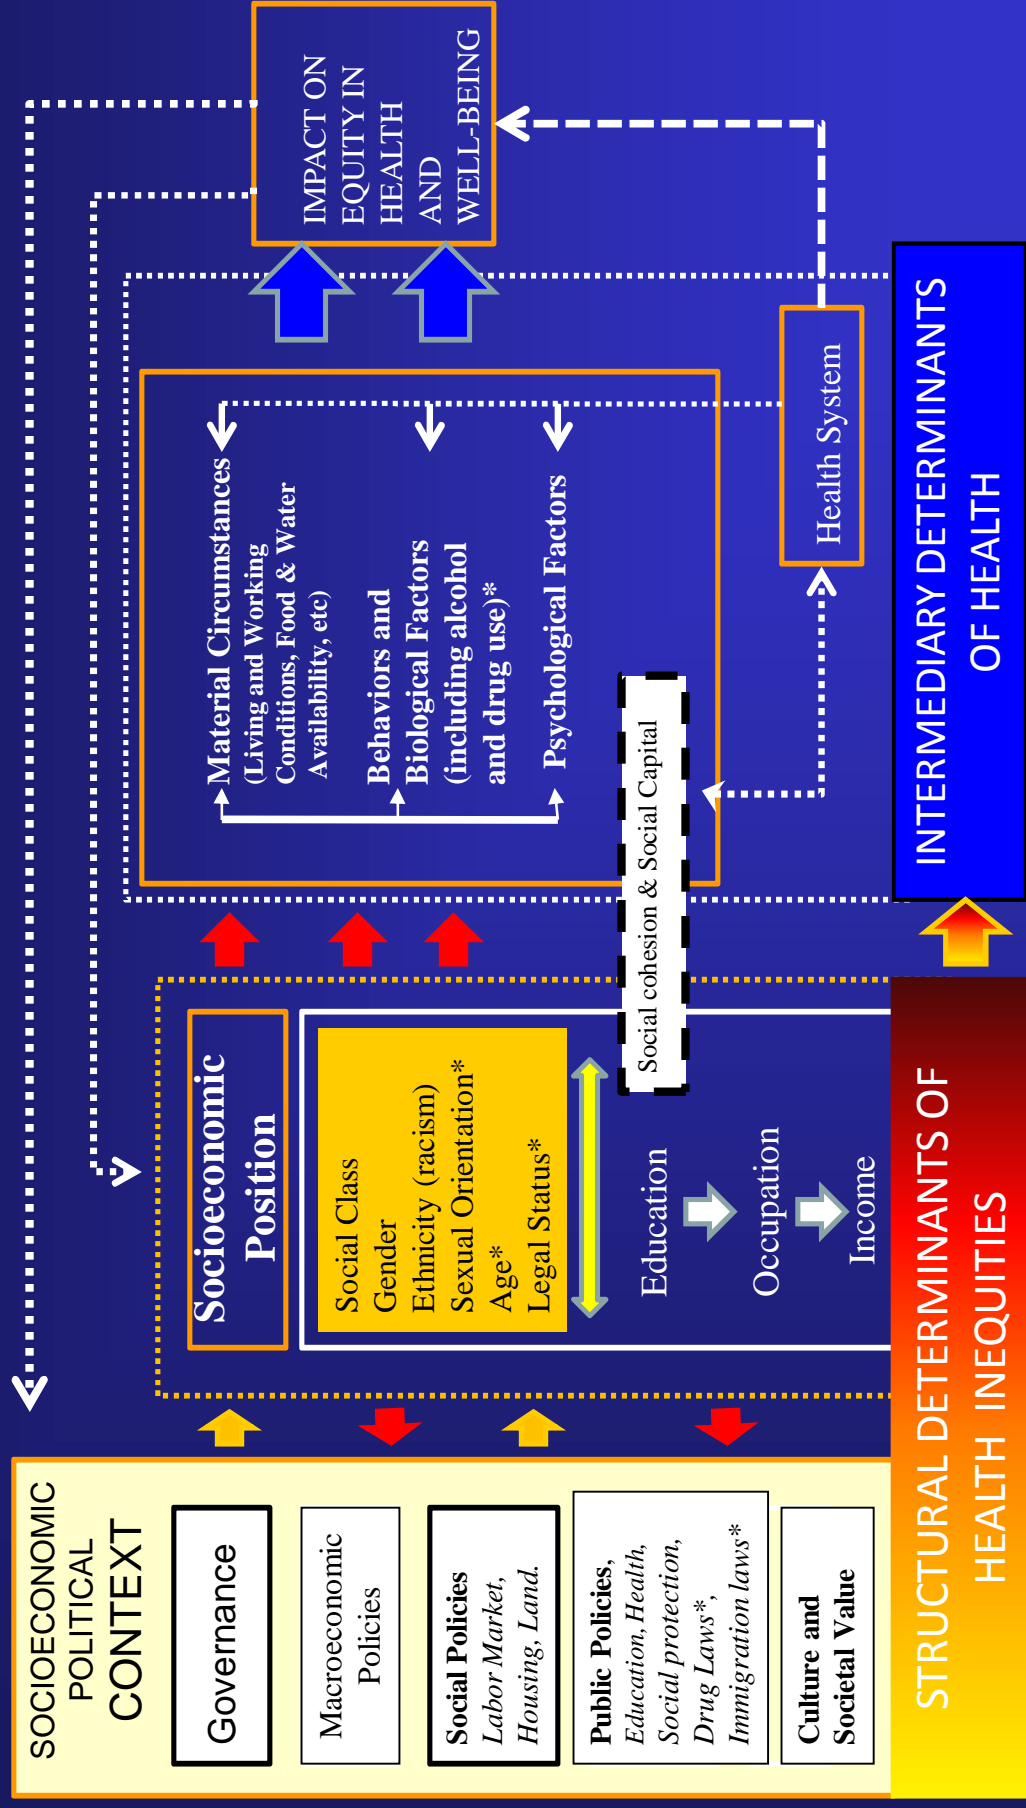 SOCIOECONOMIC
POLITICAL
CONTEXT
Governance
Macroeconomic
Policies
Social Policies
Labor Market,
Housing, Land.
Public Policies,
Education, Health,
Social protection,
Drug Laws*,
Immigration laws*
Culture and
Societal Value
Socioeconomic
Position
Social Class
Gender
Ethnicity (racism)
Sexual Orientation*
Age*
Legal Status*
Education
Occupation
Income
Social cohesion & Social Capital
Material Circumstances
(Living and Working
Conditions, Food & Water
Availability, etc)
Behaviors and
Biological Factors
(including alcohol
and drug use)*
Psychological Factors
Health System
IMPACT ON
EQUITY IN
HEALTH
AND
WELL-BEING
STRUCTURAL DETERMINANTS OF
HEALTH INEQUITIES
INTERMEDIARY DETERMINANTS
OF HEALTH